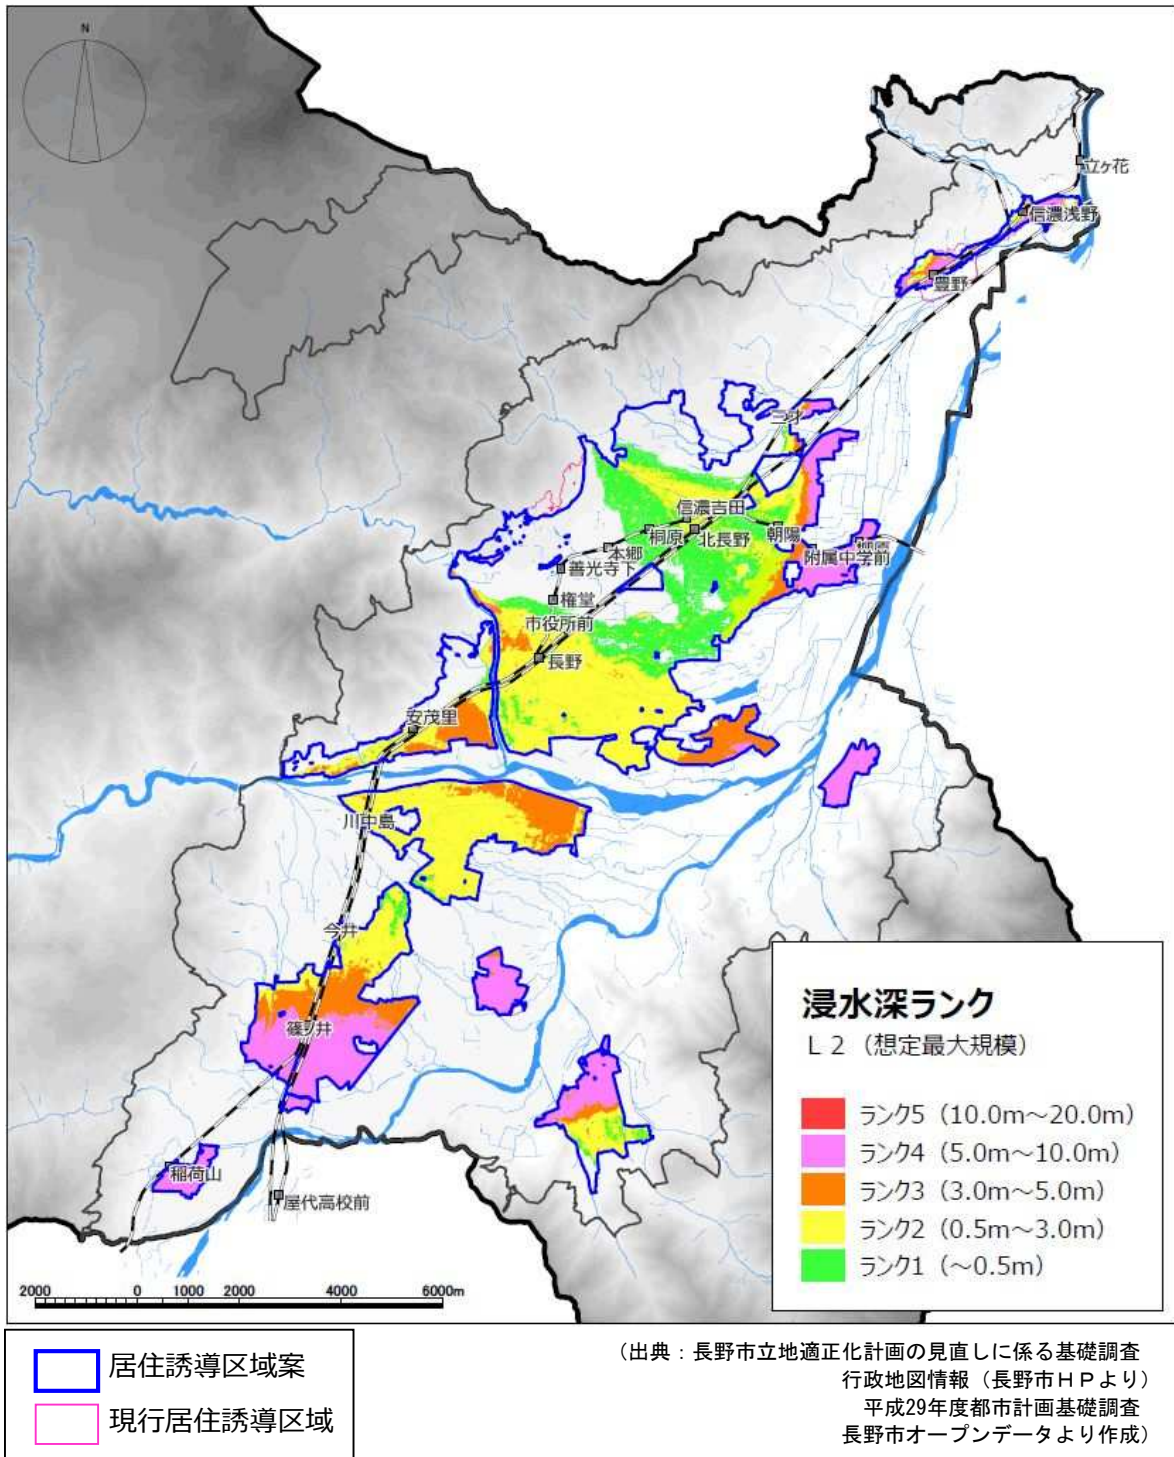 N
立ヶ花
信濃浅野
豊野
三才
信濃吉田
朝陽
桐原
北長野
附属中学前
本郷
善光寺下
権堂
市役所前
長野
安茂里
川中島
今井
篠ノ井
稲荷山
屋代高校前
浸水深ランク
L2（想定最大規模）
ランク5（10.0m～20.0m）
ランク4（5.0m～10.0m）
ランク3（3.0m～5.0m）
ランク2（0.5m～3.0m）
ランク1（～0.5m）
2000 0 1000 2000 4000 6000m
居住誘導区域案
現行居住誘導区域
（出典：長野市立地適正化計画の見直しに係る基礎調査
行政地図情報（長野市HPより）
平成29年度都市計画基礎調査
長野市オープンデータより作成）